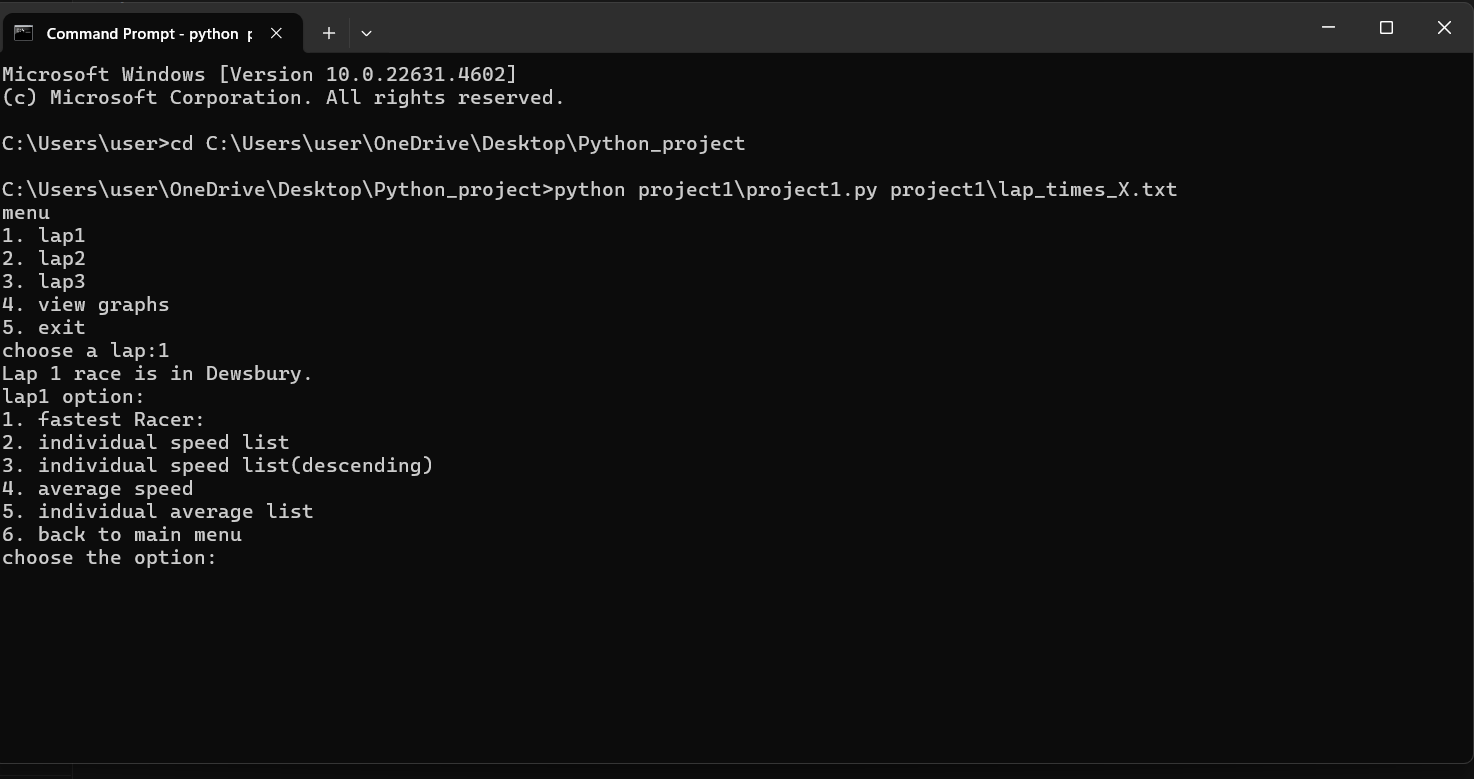 Command Prompt - python p
Microsoft Windows [Version 10.0.22631.4602]
(c) Microsoft Corporation. All rights reserved.
C:\Users\user>cd C:\Users\user\OneDrive\Desktop\Python_project
C:\Users\user\OneDrive\Desktop\Python_project>python project1\project1.py project1\lap_times_X.txt
menu
1. lap1
2. lap2
3. lap3
4. view graphs
5. exit
choose a lap:1
Lap 1 race is in Dewsbury.
lap1 option:
1. fastest Racer:
2. individual speed list
3. individual speed list(descending)
4. average speed
5. individual average list
6. back to main menu
choose the option: